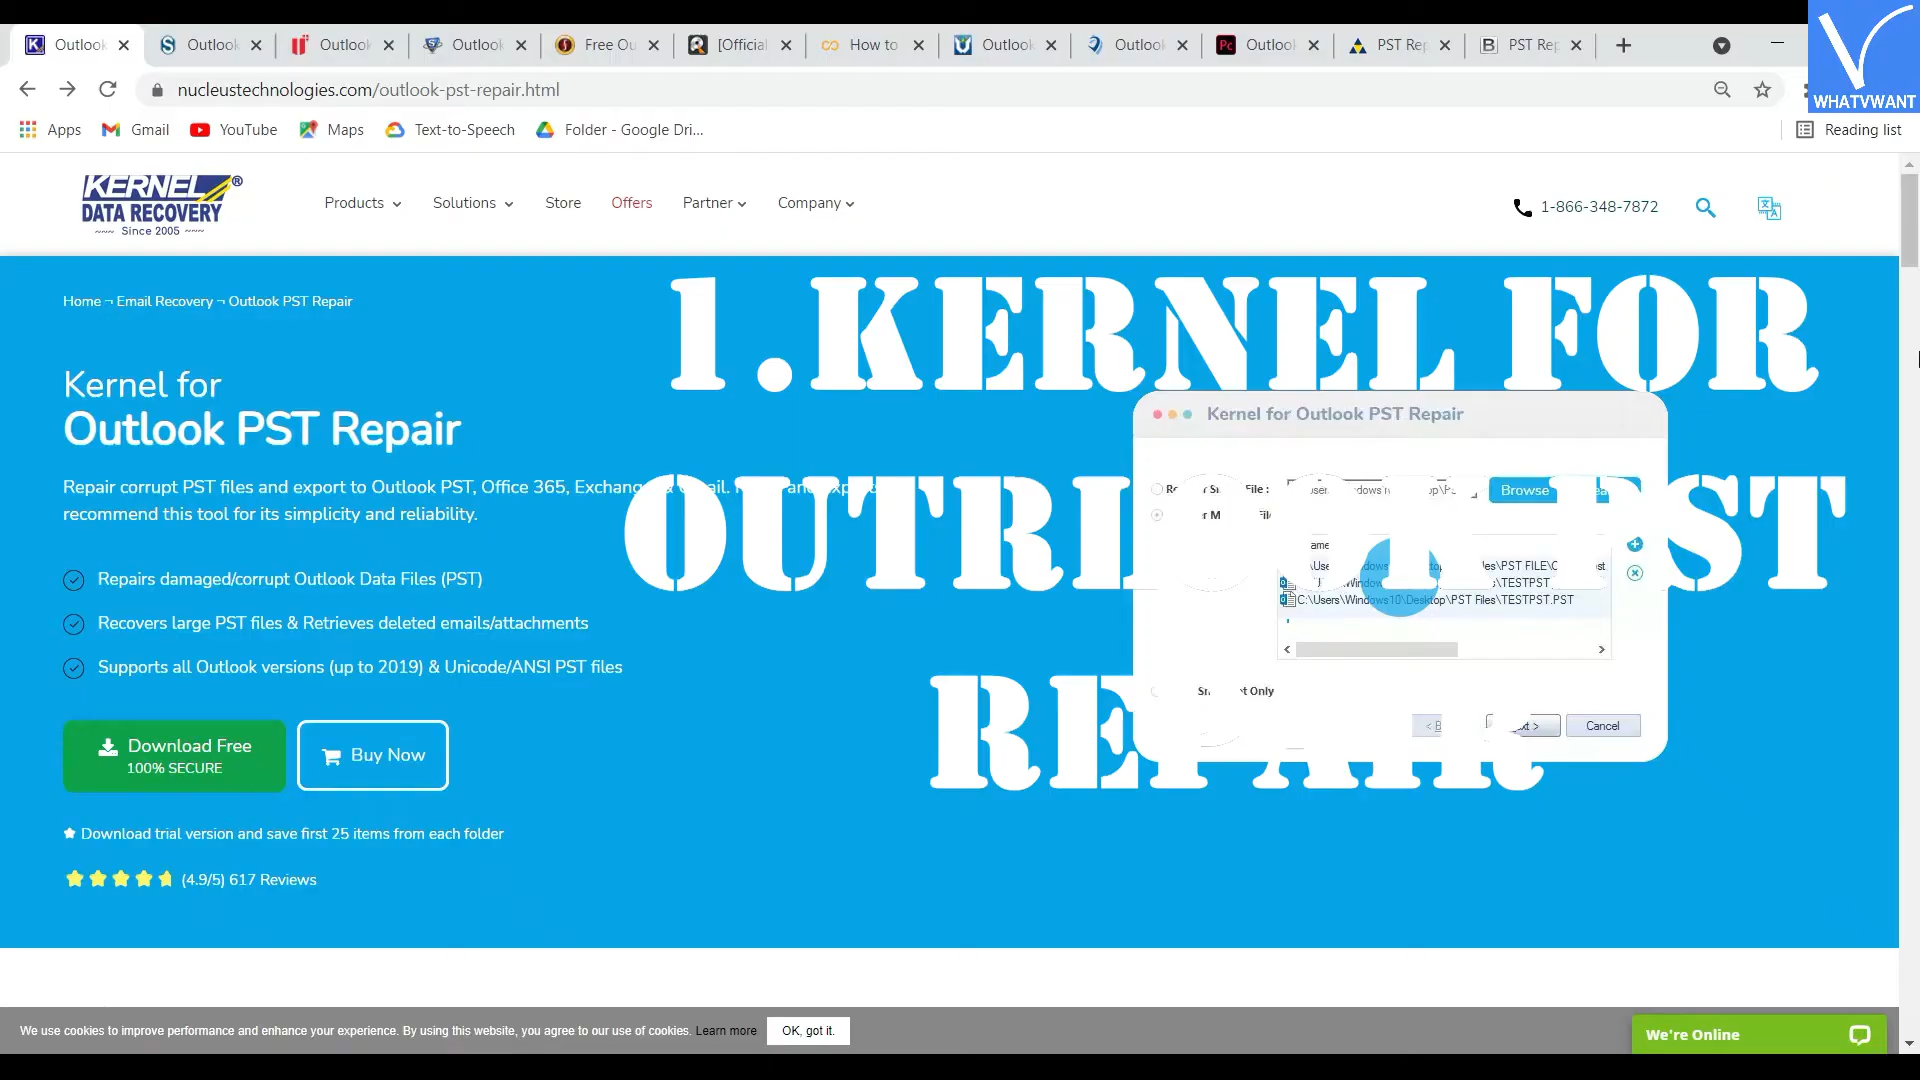 Outlook
Outlook
Outlook
Outlook
Free Ou
[Official
How to
Outlook
Outlook
Outlook
PST Rep
PST Rep
nucleustechnologies.com/outlook-pst-repair.html
WHATVWANT
Apps
Gmail
YouTube
Maps
Text-to-Speech
Folder - Google Dri...
Reading list
KERNEL®
DATA RECOVERY
~~~ Since 2005 ~~~
Products
Solutions
Store
Offers
Partner
Company
1-866-348-7872
Home ¬ Email Recovery ¬ Outlook PST Repair
1.KERNEL FOR
Kernel for
Outlook PST Repair
Kernel for Outlook PST Repair
Repair corrupt PST files and export to Outlook PST, Office 365,
recommend this tool for its simplicity and reliability.
PST
File :
Browse
REPAIR
C:\Users\Windows10\Desktop\PST Files\TESTPST.PST
Only
Cancel
Repairs damaged/corrupt Outlook Data Files (PST)
Recovers large PST files & Retrieves deleted emails/attachments
Supports all Outlook versions (up to 2019) & Unicode/ANSI PST files
Download Free
100% SECURE
Buy Now
Download trial version and save first 25 items from each folder
(4.9/5) 617 Reviews
We use cookies to improve performance and enhance your experience. By using this website, you agree to our use of cookies. Learn more
OK, got it.
We're Online